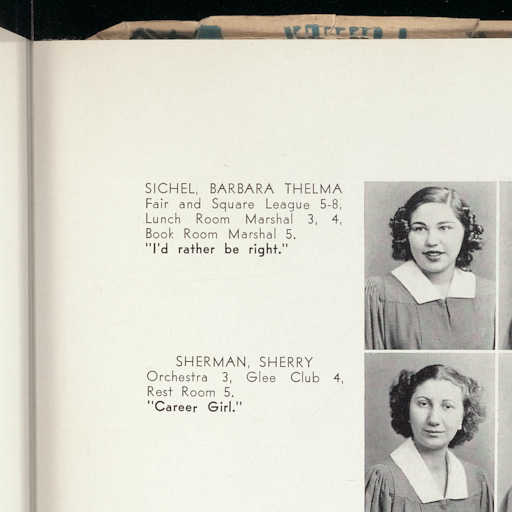 SICHEL, BARBARA THELMA
Fair and Square League 5-8,
Lunch Room Marshal 3, 4,
Book Room Marshal 5.
"I'd rather be right."
SHERMAN, SHERRY
Orchestra 3, Glee Club 4,
Rest Room 5.
"Career Girl."